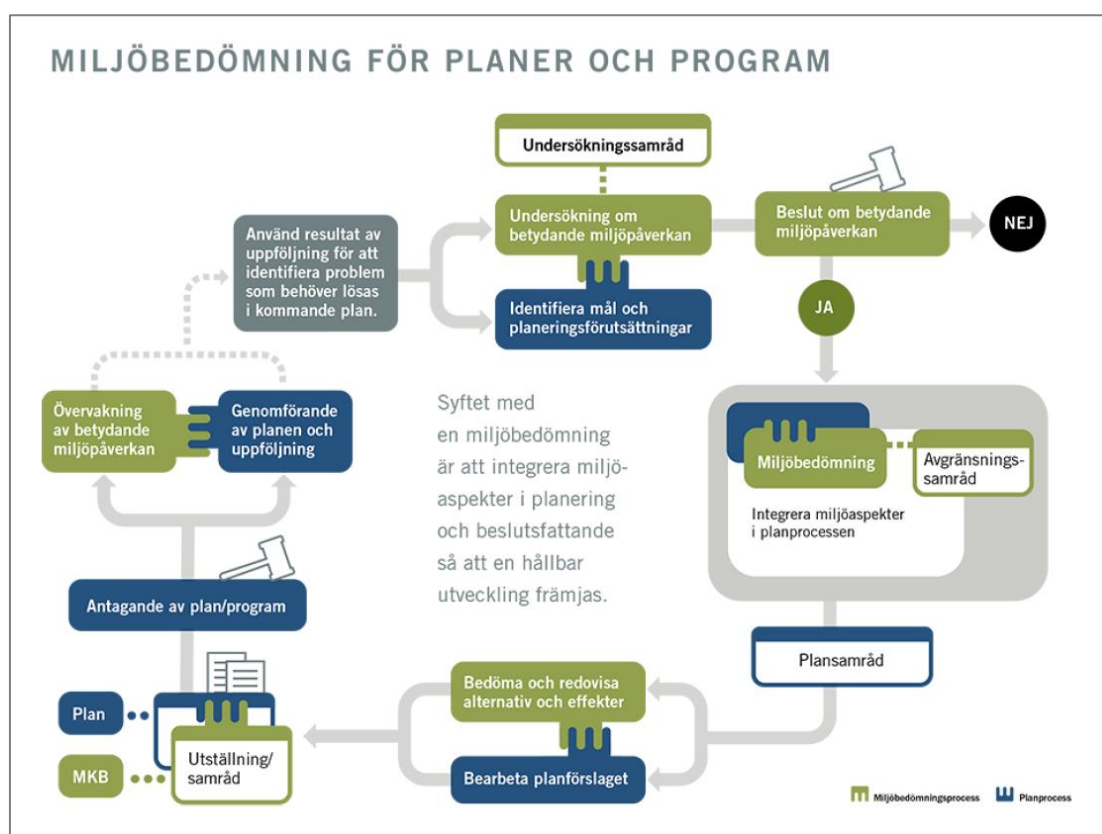 MILJÖBEDÖMNING FÖR PLANER OCH PROGRAM
Undersökningssamråd
Använd resultat av
uppföljning för att
identifiera problem
som behöver lösas
i kommande plan.
Undersökning om
betydande miljöpåverkan
Beslut om betydande
miljöpåverkan
NEJ
Identifiera mål och
planeringsförutsättningar
JA
Övervakning
av betydande
miljöpåverkan
Genomförande
av planen och
uppföljning
Syftet med
en miljöbedömning
är att integrera miljö-
aspekter i planering
och beslutsfattande
så att en hållbar
utveckling främjas.
Miljöbedömning
Avgränsnings-
samråd
Integrera miljöaspekter
i planprocessen
Antagande av plan/program
Plansamråd
Bedöma och redovisa
alternativ och effekter
Plan
MKB
Utställning/
samråd
Bearbeta planförslaget
Miljöbedömningsprocess
Planprocess